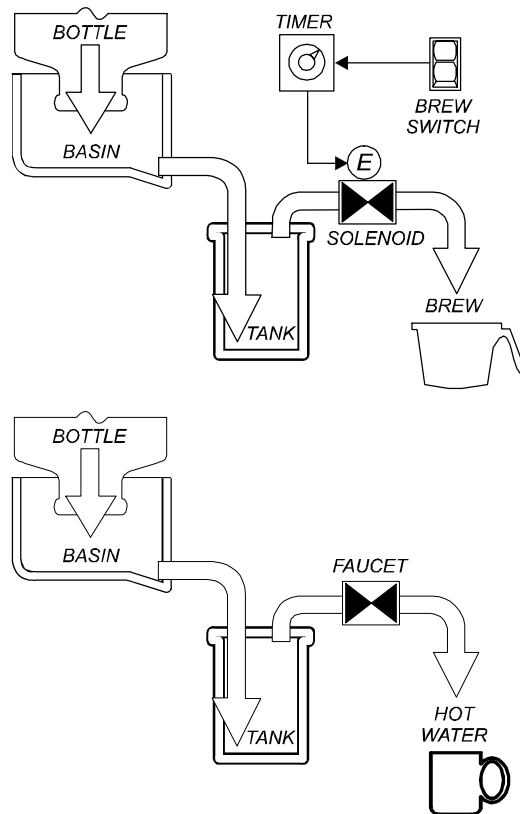 BOTTLE
TIMER
BREW
SWITCH
BASIN
E
SOLENOID
TANK
BREW
BOTTLE
BASIN
FAUCET
TANK
HOT
WATER